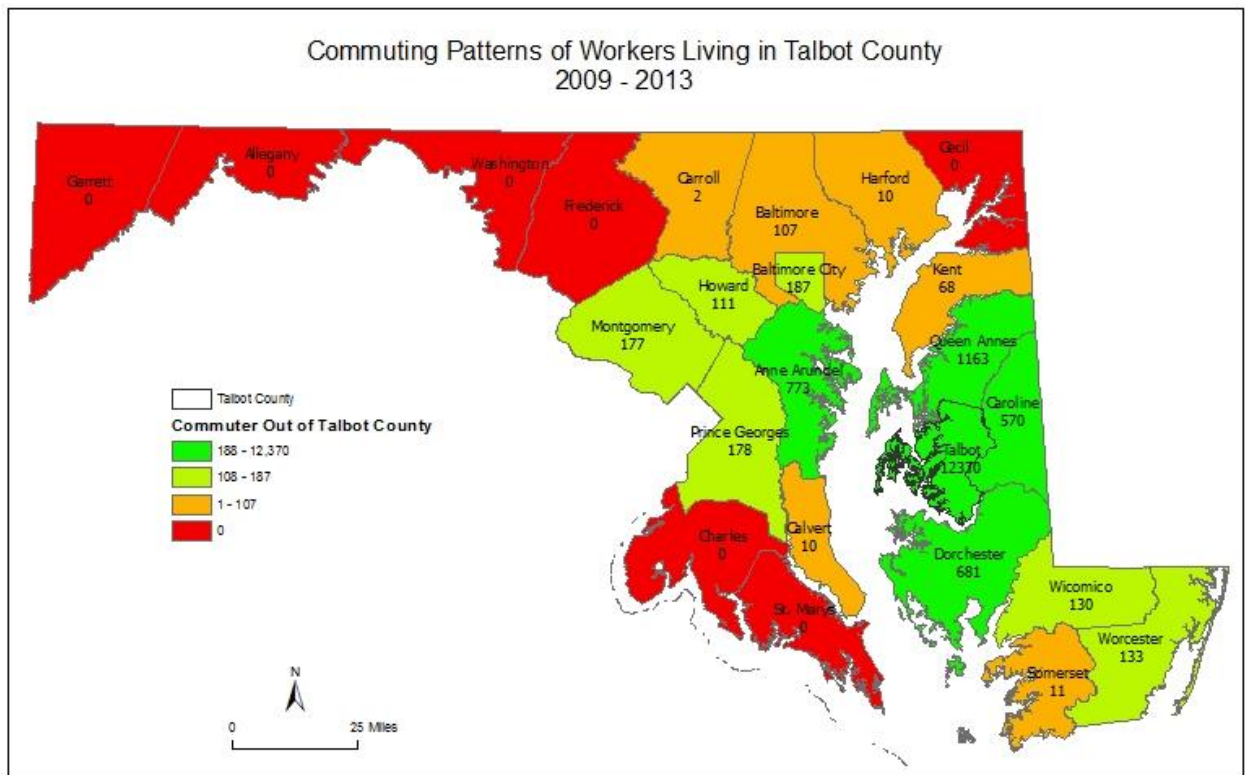 Commuting Patterns of Workers Living in Talbot County
2009 - 2013
Garrett
0
Allegany
0
Washington
0
Frederick
0
Carroll
2
Baltimore
107
Harford
10
Cecil
0
Baltimore City
187
Howard
111
Montgomery
177
Kent
68
Queen Annes
1163
Anne Arundel
773
Caroline
570
Prince Georges
178
Talbot
12370
Charles
0
Calvert
10
St. Marys
0
Dorchester
681
Wicomico
130
Worcester
133
Somerset
11
Talbot County
Commuter Out of Talbot County
188 - 12,370
108 - 187
1 - 107
0
N
0 25 Miles